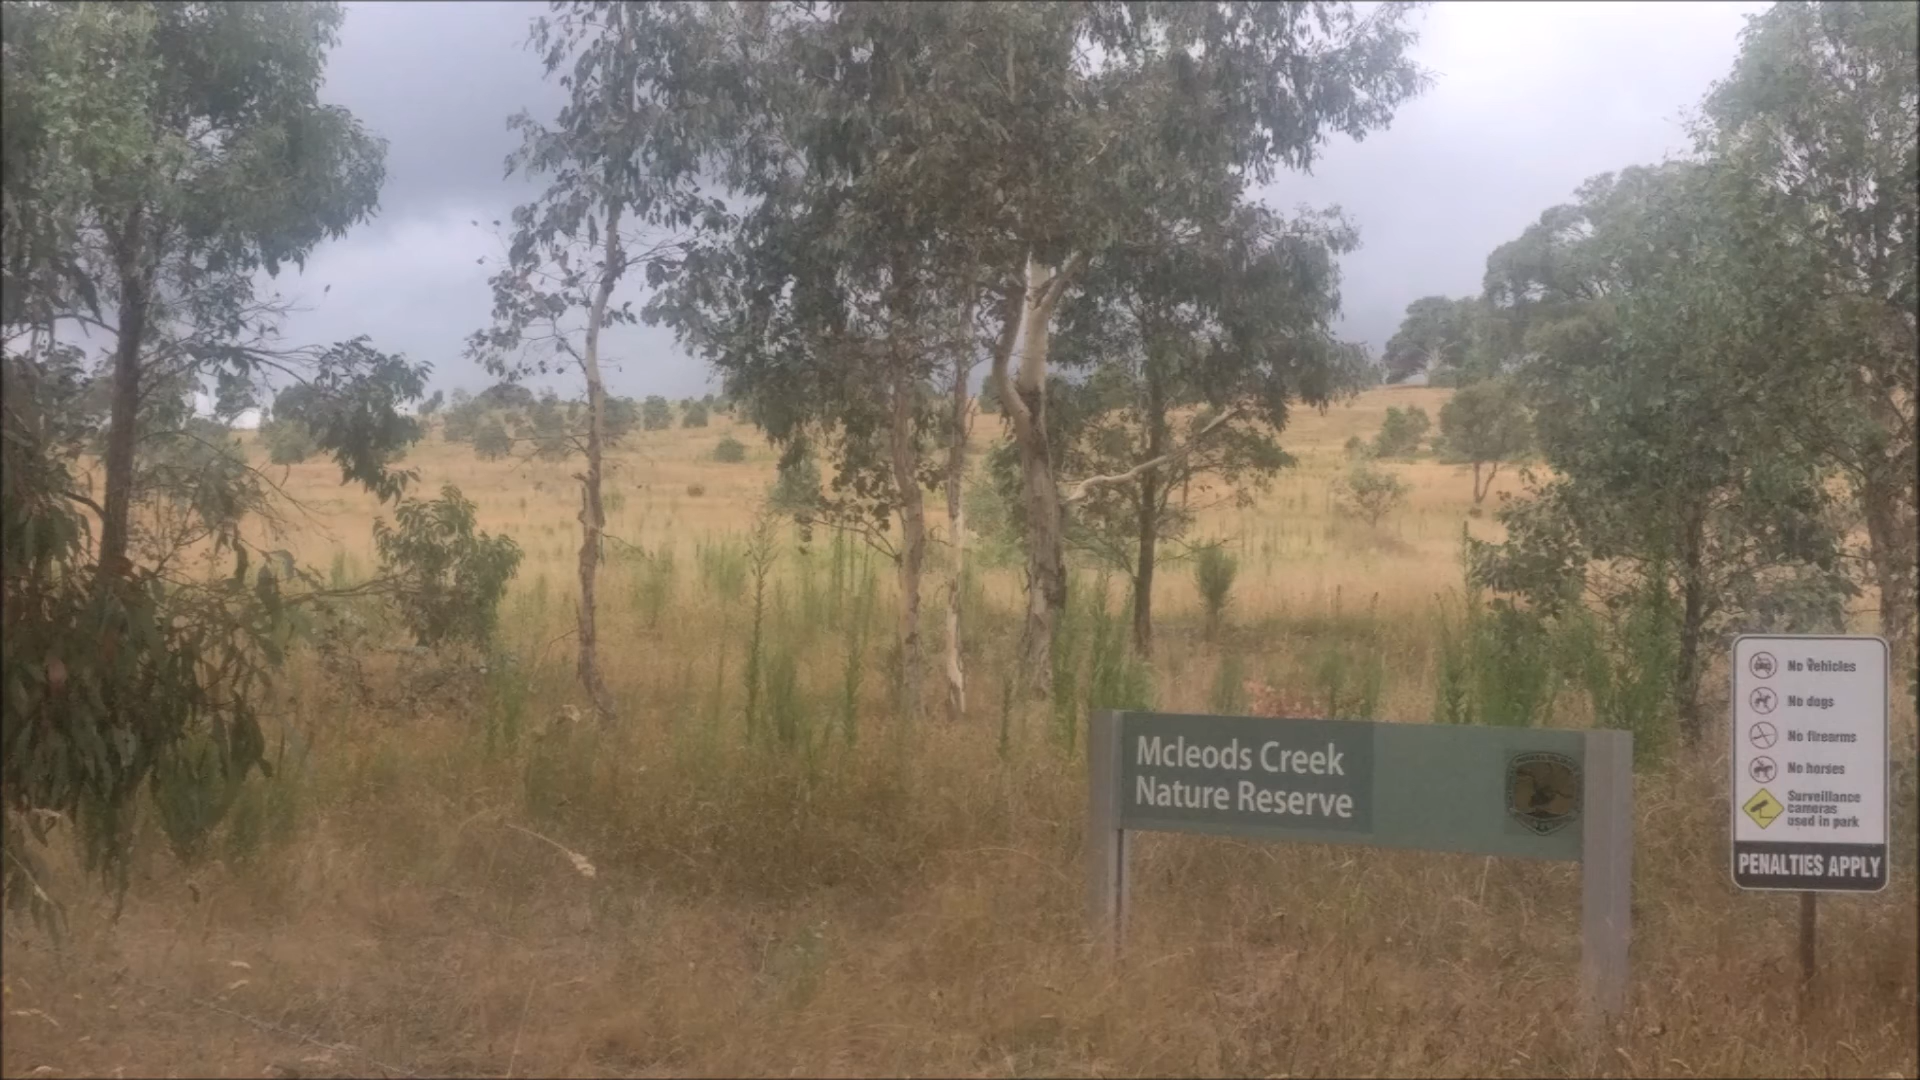 Mcleods Creek
Nature Reserve
No vehicles
No dogs
No firearms
No horses
Surveillance
cameras
used in park
PENALTIES APPLY